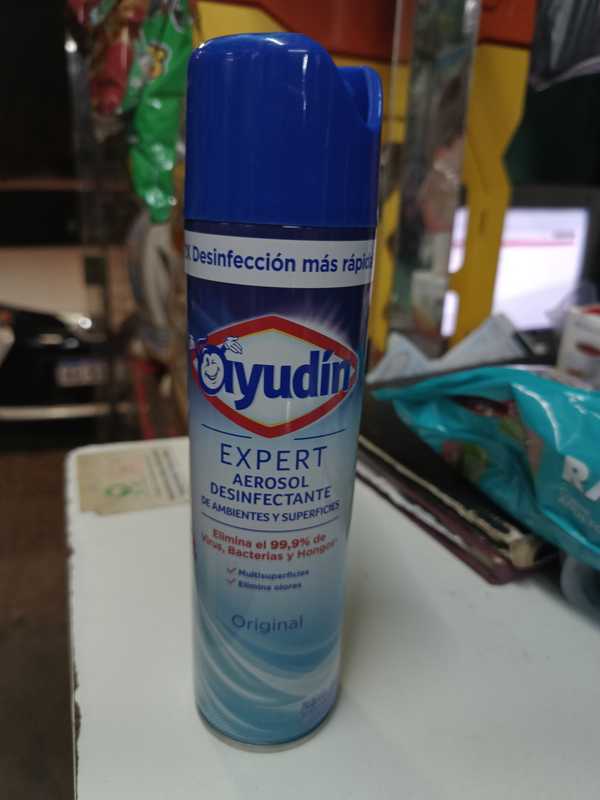 Desinfección más rápid
ayudín
EXPERT
AEROSOL
DESINFECTANTE
DE AMBIENTES Y SUPERFICIES
Elimina el 99,9% de
Virus, Bacterias y Hongos
Multisuperficies
Elimina olores
Original
RA